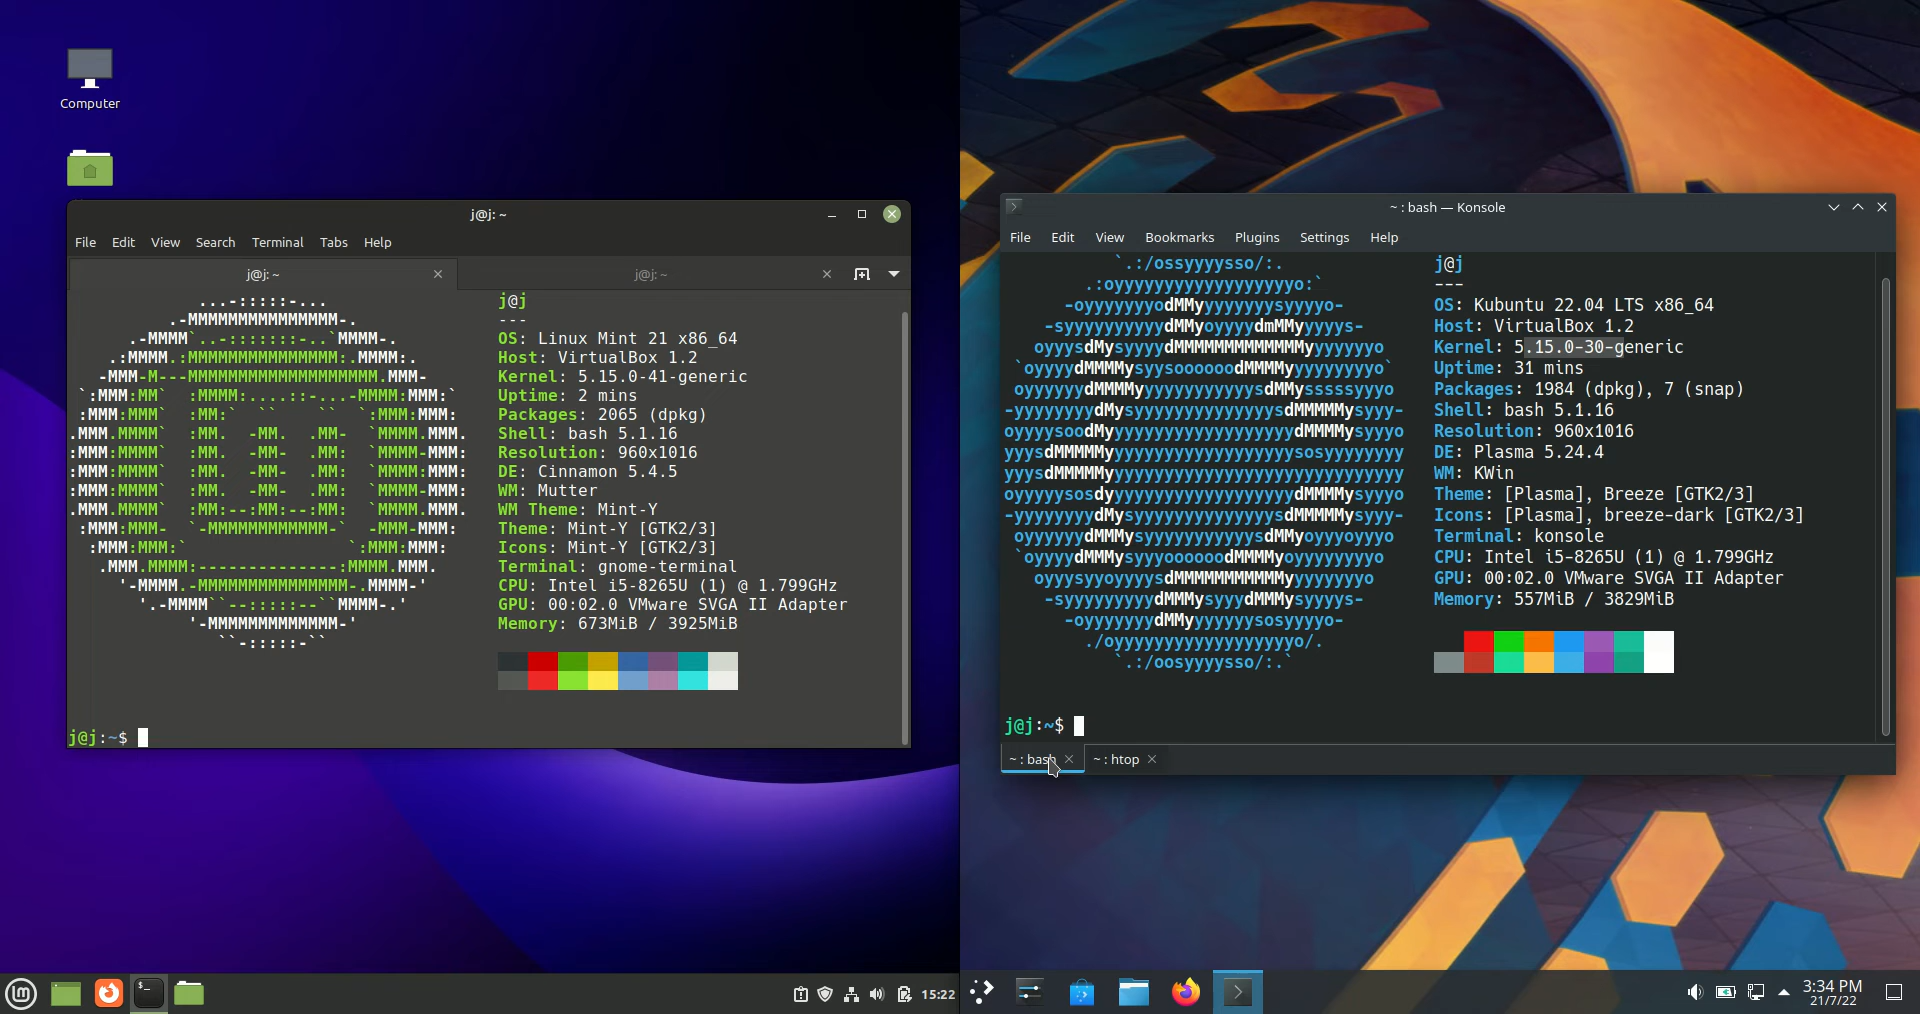 Computer
j@j: ~
File Edit View Search Terminal Tabs Help
j@j: ~
j@j: ~
j@j
---
OS: Linux Mint 21 x86_64
Host: VirtualBox 1.2
Kernel: 5.15.0-41-generic
Uptime: 2 mins
Packages: 2065 (dpkg)
Shell: bash 5.1.16
Resolution: 960x1016
DE: Cinnamon 5.4.5
WM: Mutter
WM Theme: Mint-Y
Theme: Mint-Y [GTK2/3]
Icons: Mint-Y [GTK2/3]
Terminal: gnome-terminal
CPU: Intel i5-8265U (1) @ 1.799GHz
GPU: 00:02.0 VMware SVGA II Adapter
Memory: 673MiB / 3925MiB
j@j:~$
15:22
~ : bash — Konsole
File Edit View Bookmarks Plugins Settings Help
j@j
---
OS: Kubuntu 22.04 LTS x86_64
Host: VirtualBox 1.2
Kernel: 5.15.0-30-generic
Uptime: 31 mins
Packages: 1984 (dpkg), 7 (snap)
Shell: bash 5.1.16
Resolution: 960x1016
DE: Plasma 5.24.4
WM: KWin
Theme: [Plasma], Breeze [GTK2/3]
Icons: [Plasma], breeze-dark [GTK2/3]
Terminal: konsole
CPU: Intel i5-8265U (1) @ 1.799GHz
GPU: 00:02.0 VMware SVGA II Adapter
Memory: 557MiB / 3829MiB
j@j:~$
~ : bash
~ : htop
3:34 PM
21/7/22